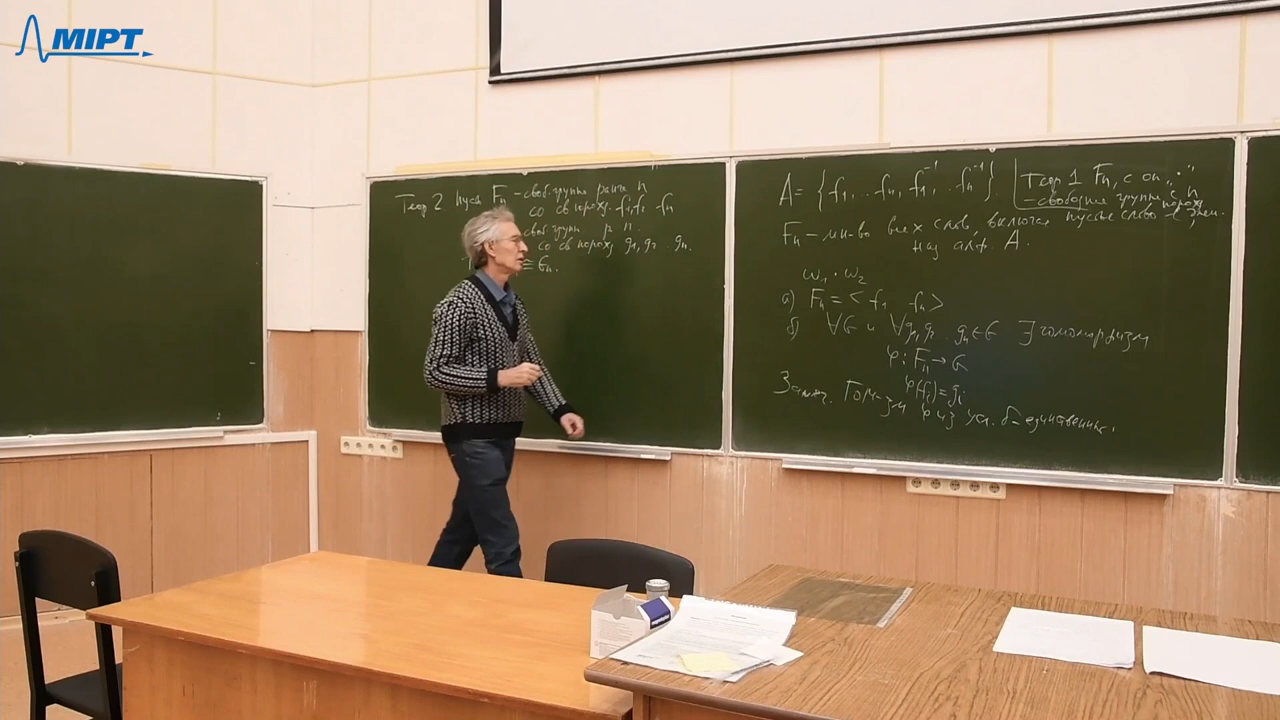 MIPT
Теор 2 Пусть Fn – своб. группа ранга n
со св порожд. f1, f2 fn
своб. групп р n.
со св порожд g1, g2 . gn.
≅ Gn.
A = {f1, .. fn, f1⁻¹, .. fn⁻¹}
Теор 1 Fn, с оп „·"
– свободная группа с n
порожд
Fn – мн-во всех слов, включая пустое слово e,
над алф. A.
w1 · w2
а) Fn = < f1 fn >
б) ∀G и ∀g1, g2 . gn ∈ G ∃ гомоморфизм
φ : Fn → G
φ(fi) = gi
Замеч. Гом-зм φ из усл. б – единственн.